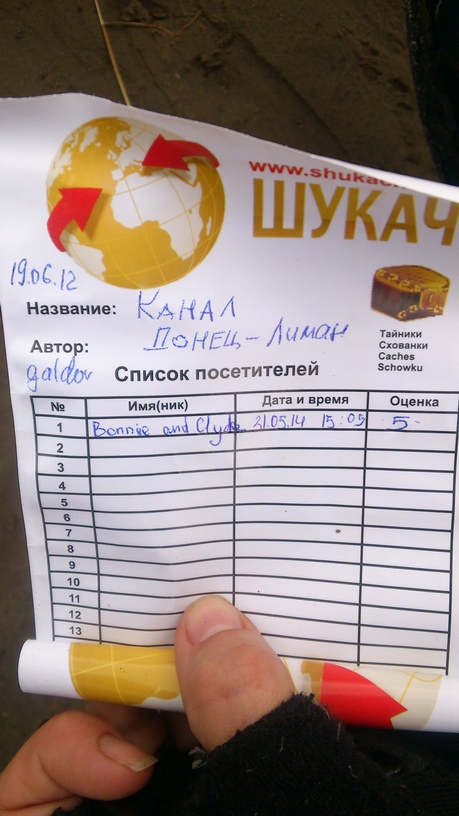 www.shukach
ШУКАЧ
19.06.12
Название: КАНАЛ
ДОНЕЦ-Лиман
Автор:
galdor
Тайники
Схованки
Caches
Schowku
Список посетителей
№ Имя(ник) Дата и время Оценка
1 Bonnie and Clyde 21.05.14 15:05 5
2
3
4
5
6
7
8
9
10
11
12
13